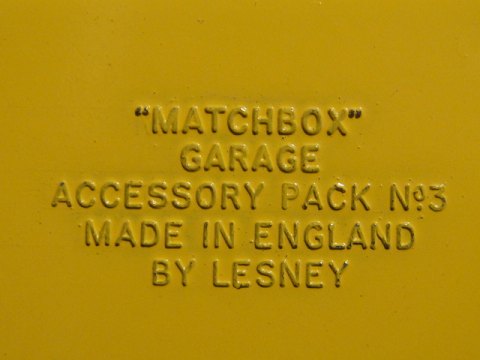 "MATCHBOX"
GARAGE
ACCESSORY PACK Nº3
MADE IN ENGLAND
BY LESNEY